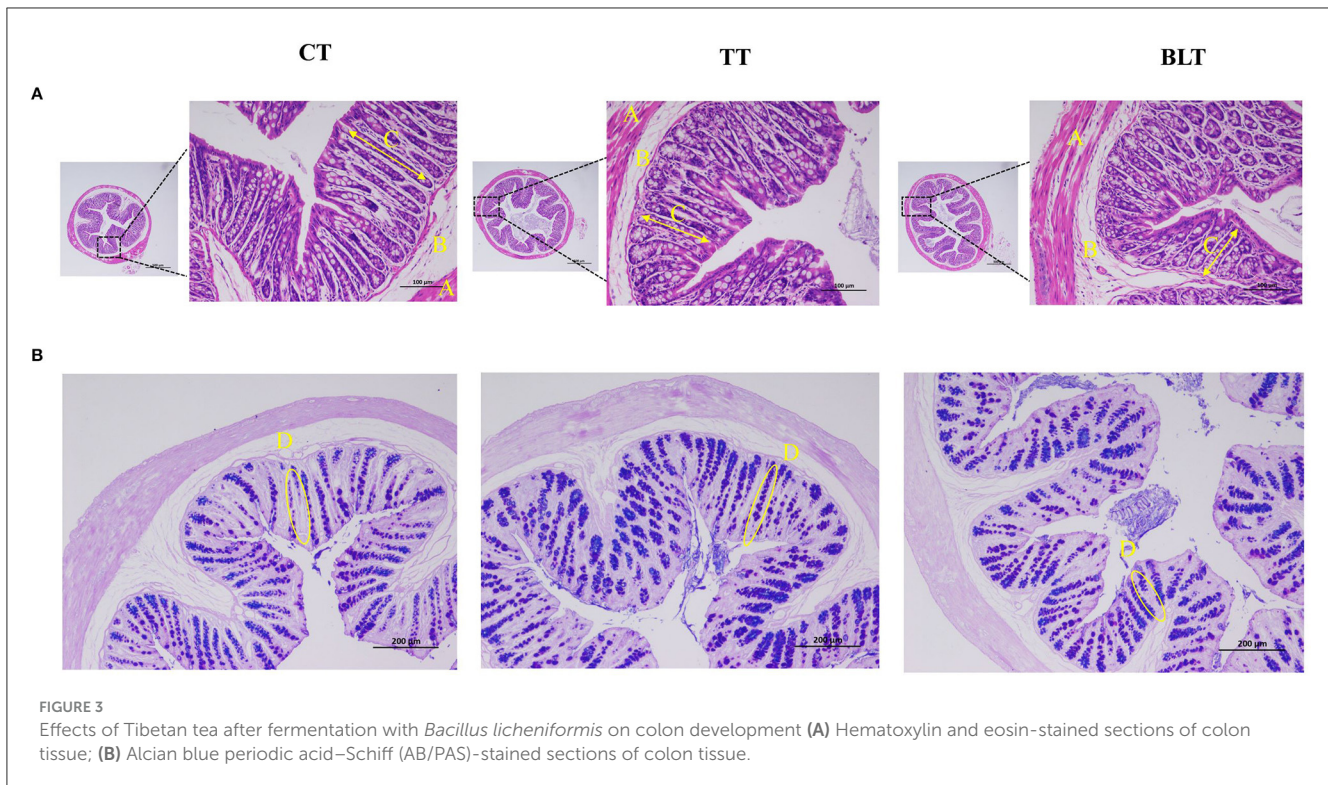 CT TT BLT
A
C B A 100 µm
A B C 100 µm
A B C
B
D 200 µm
D 200 µm
D 200 µm
FIGURE 3
Effects of Tibetan tea after fermentation with Bacillus licheniformis on colon development (A) Hematoxylin and eosin-stained sections of colon
tissue; (B) Alcian blue periodic acid–Schiff (AB/PAS)-stained sections of colon tissue.